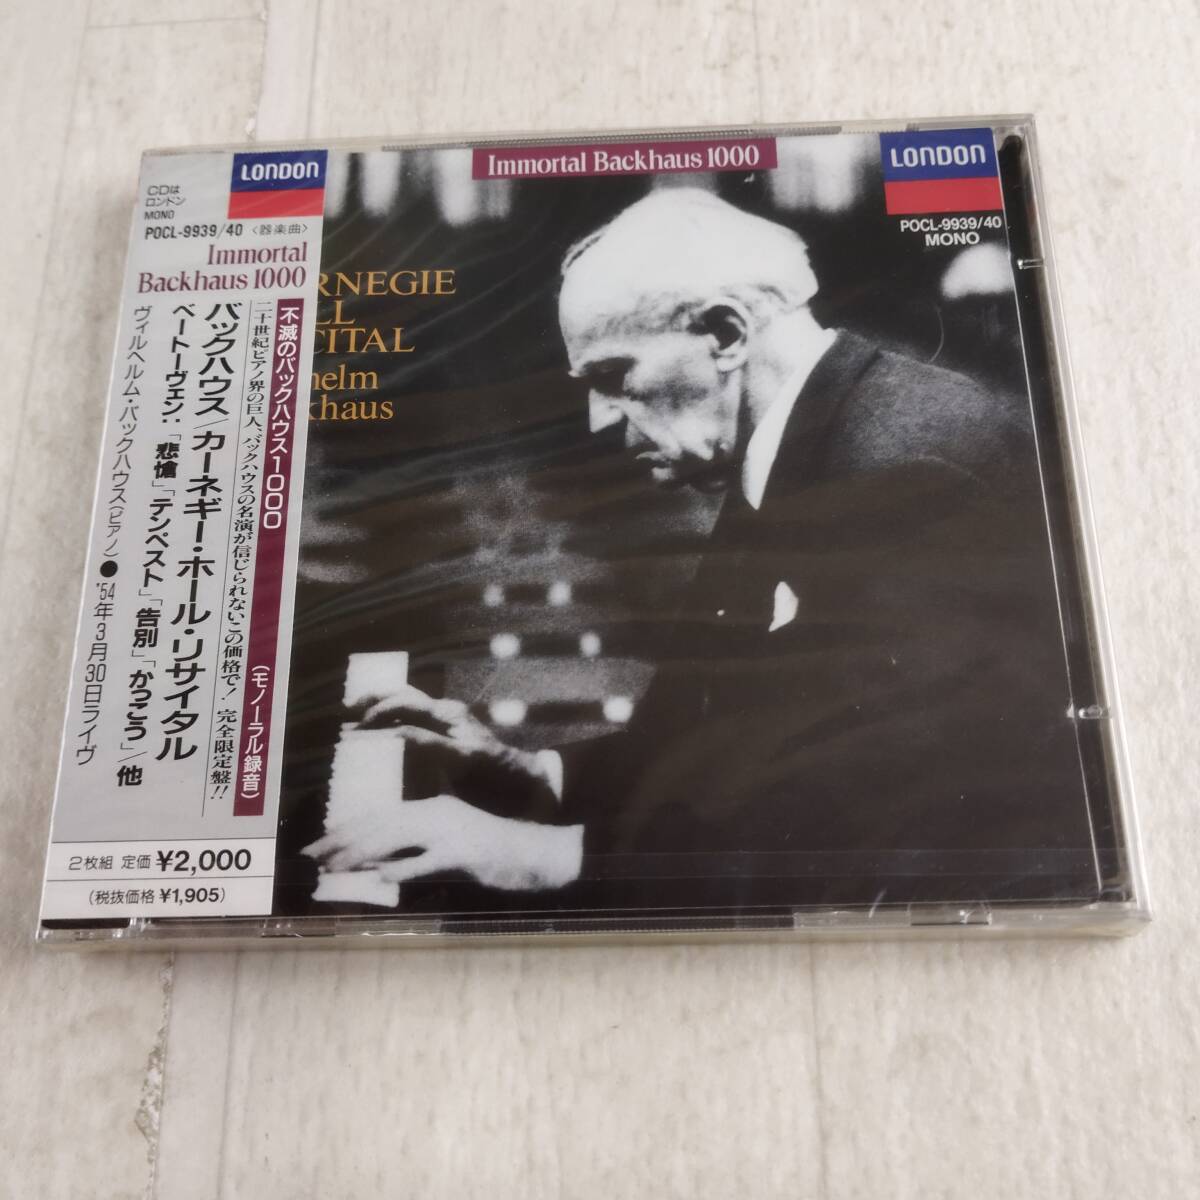 LONDON
CDは
ロンドン
MONO
POCL-9939/40 〈器楽曲〉
Immortal
Backhaus 1000
不滅のバックハウス1000
(モノーラル録音)
二十世紀ピアノ界の巨人、バックハウスの名演が信じられないこの価格で!・完全限定盤!!
バックハウス/カーネギー・ホール・リサイタル
ベートーヴェン:「悲愴」「テンペスト」「告別」「かっこう」/他
ヴィルヘルム・バックハウス(ピアノ)●'54年3月30日ライヴ
2枚組 定価 ¥2,000
(税抜価格 ¥1,905)
Immortal Backhaus 1000
LONDON
POCL-9939/40
MONO
RNEGIE
LL
CITAL
helm
khaus